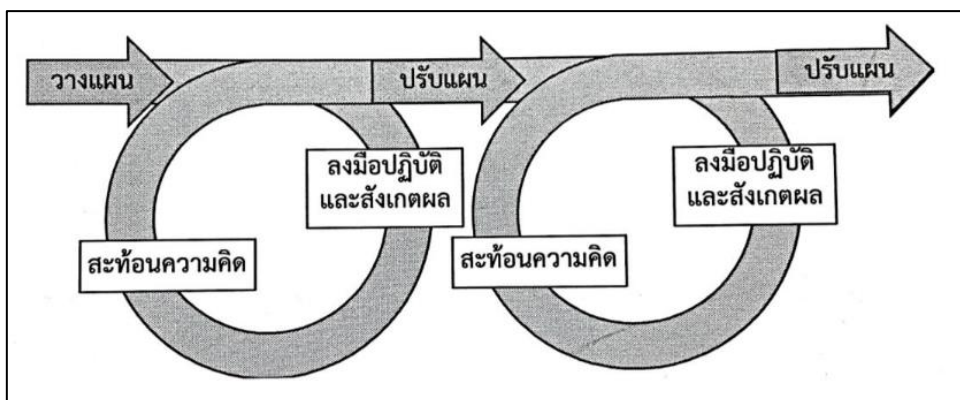 วางแผน
ปรับแผน
ปรับแผน
ลงมือปฏิบัติ
และสังเกตผล
ลงมือปฏิบัติ
และสังเกตผล
สะท้อนความคิด
สะท้อนความคิด